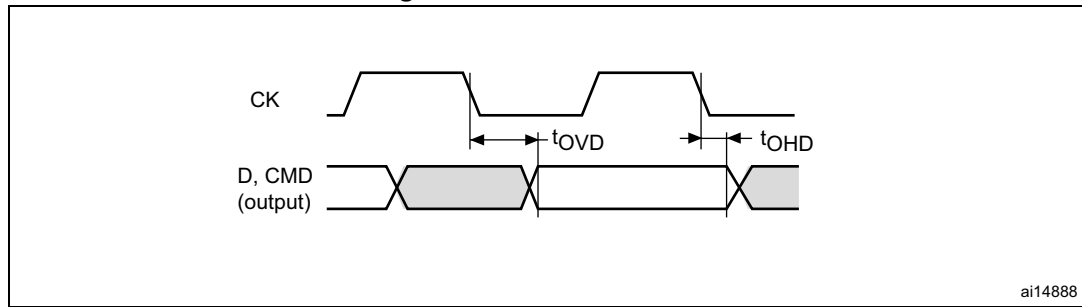 CK
tOVD
tOHD
D, CMD
(output)
ai14888